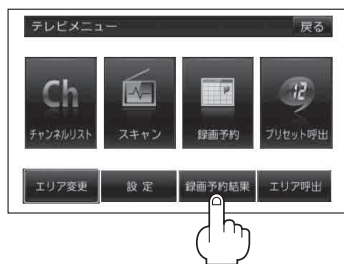 テレビメニュー 戻る
Ch
12
チャンネルリスト スキャン 録画予約 プリセット呼出
エリア変更 設 定 録画予約結果 エリア呼出